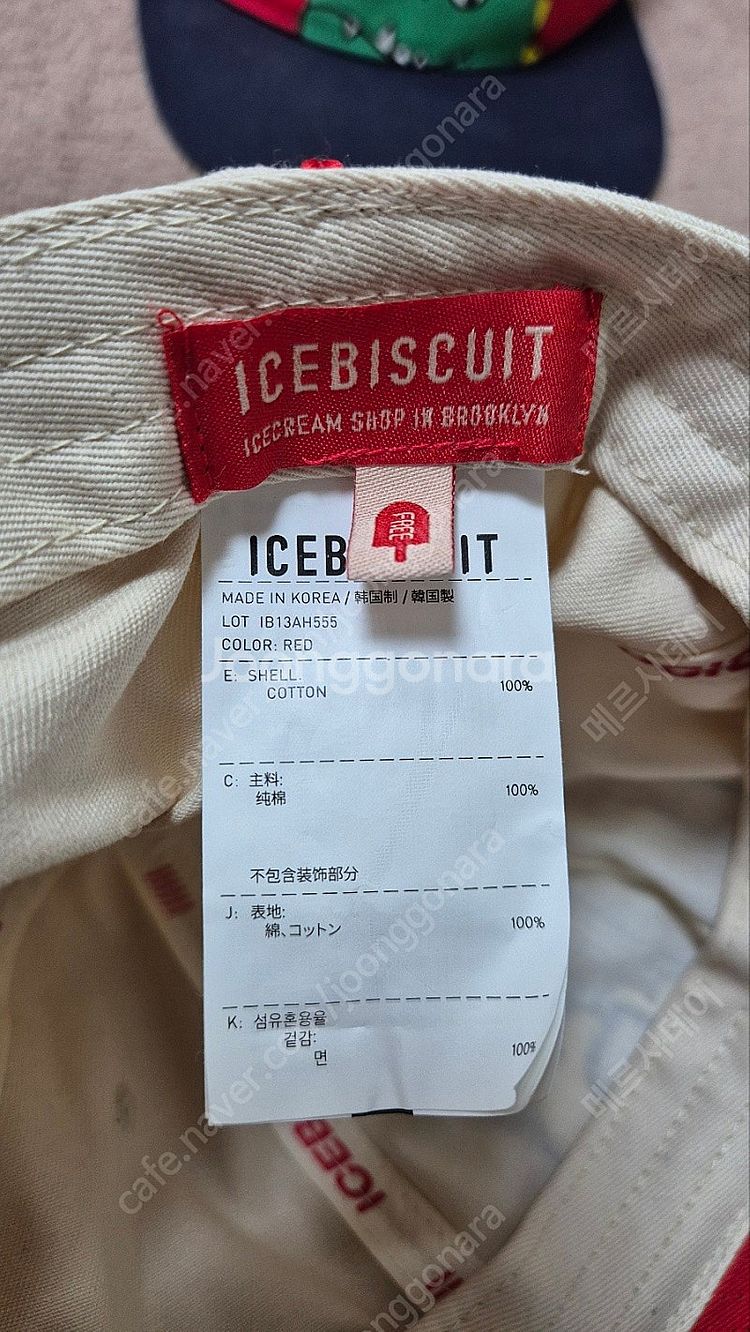 ICEBISCUIT
ICECREAM SHOP IN BROOKLYN
FREE
ICEB IT
MADE IN KOREA / 韩国制 / 韓国製
LOT IB13AH555
COLOR: RED
E: SHELL:
COTTON 100%
C: 主料:
纯棉 100%
不包含装饰部分
J: 表地:
綿、コットン 100%
K: 섬유혼용율
겉감:
면 100%
ICEB
ICE
Joonggonara
cafe.naver.com/joonggonara
메르시데이